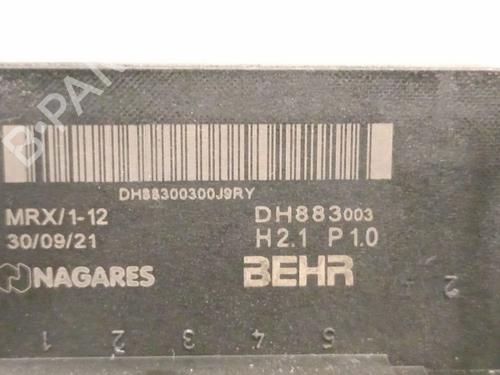 B-PARTS
DH88300300J9RY
MRX/1-12 DH883003
30/09/21 H2.1 P1.0
NAGARES BEHR
1 2 3 4 5 2